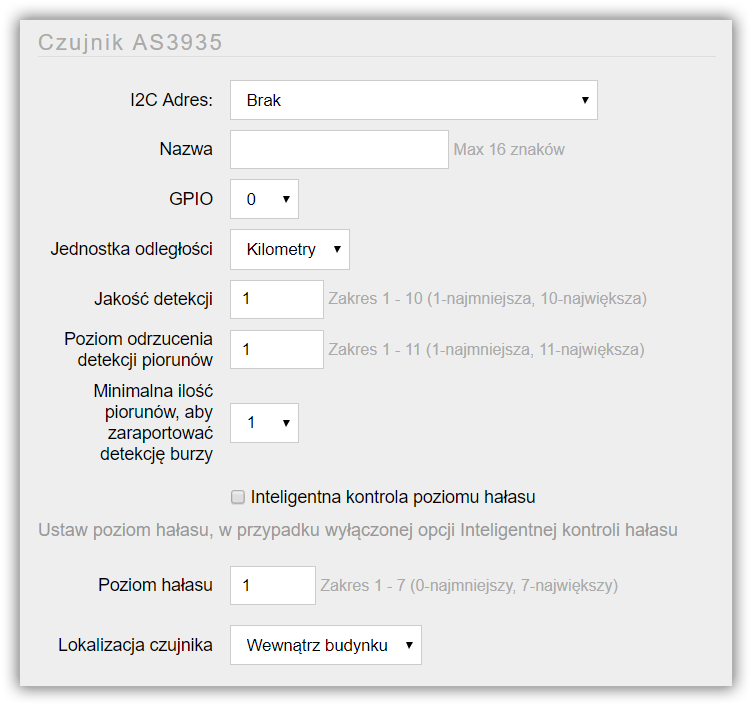 Czujnik AS3935
I2C Adres: Brak
Nazwa Max 16 znaków
GPIO 0
Jednostka odległości Kilometry
Jakość detekcji 1 Zakres 1 - 10 (1-najmniejsza, 10-największa)
Poziom odrzucenia
detekcji piorunów 1 Zakres 1 - 11 (1-najmniejsza, 11-największa)
Minimalna ilość
piorunów, aby
zaraportować
detekcję burzy 1
Inteligentna kontrola poziomu hałasu
Ustaw poziom hałasu, w przypadku wyłączonej opcji Inteligentnej kontroli hałasu
Poziom hałasu 1 Zakres 1 - 7 (0-najmniejszy, 7-największy)
Lokalizacja czujnika Wewnątrz budynku